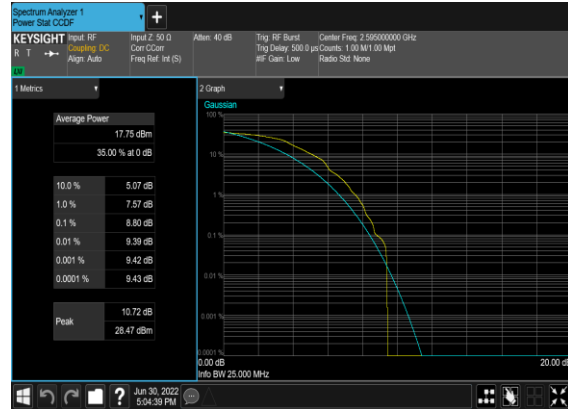 Spectrum Analyzer 1
Power Stat CCDF
KEYSIGHT
R T
LXI
Input: RF
Coupling: DC
Align: Auto
Input Z: 50 Ω
Corr CCorr
Freq Ref: Int (S)
Atten: 40 dB
Trig: RF Burst
Trig Delay: 500.0 µs
#IF Gain: Low
Center Freq: 2.595000000 GHz
Counts: 1.00 M/1.00 Mpt
Radio Std: None
1 Metrics
Average Power
17.75 dBm
35.00 % at 0 dB
10.0 % 5.07 dB
1.0 % 7.57 dB
0.1 % 8.80 dB
0.01 % 9.39 dB
0.001 % 9.42 dB
0.0001 % 9.43 dB
Peak
10.72 dB
28.47 dBm
2 Graph
Gaussian
100 %
10 %
1 %
0.1 %
0.01 %
0.001 %
0.0001 %
0.00 dB 20.00 dB
Info BW 25.000 MHz
?
Jun 30, 2022
5:04:39 PM